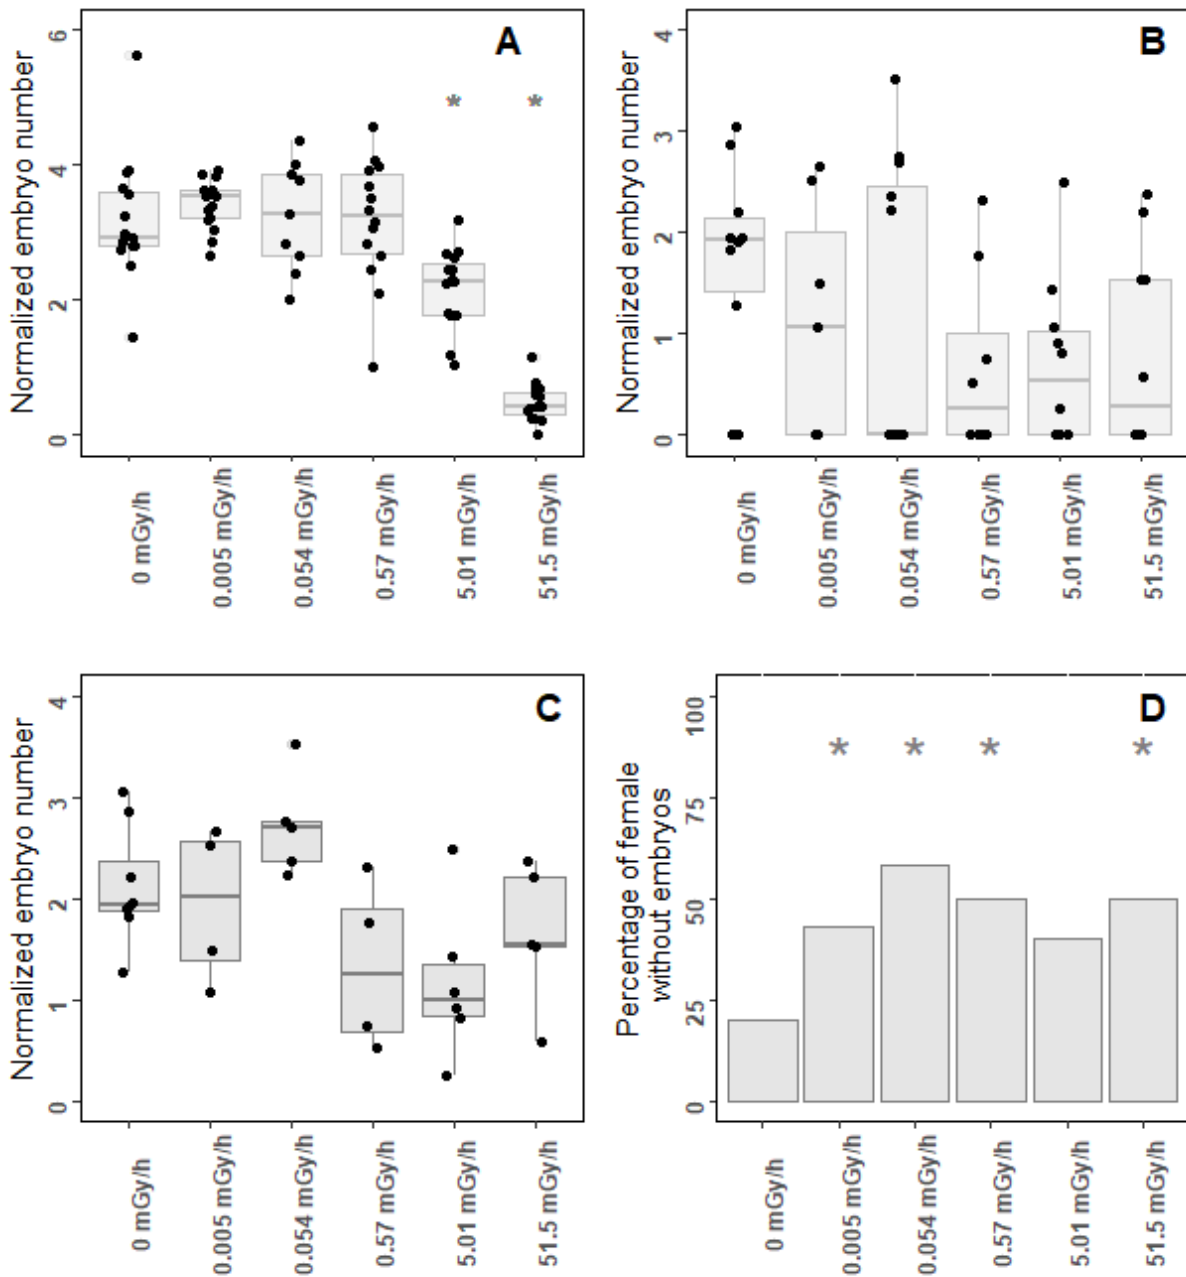 A
Normalized embryo number
6
4
2
0
* *
0 mGy/h
0.005 mGy/h
0.054 mGy/h
0.57 mGy/h
5.01 mGy/h
51.5 mGy/h
B
Normalized embryo number
4
3
2
1
0
0 mGy/h
0.005 mGy/h
0.054 mGy/h
0.57 mGy/h
5.01 mGy/h
51.5 mGy/h
C
Normalized embryo number
4
3
2
1
0
0 mGy/h
0.005 mGy/h
0.054 mGy/h
0.57 mGy/h
5.01 mGy/h
51.5 mGy/h
D
Percentage of female
without embryos
100
75
50
25
0
* * * *
0 mGy/h
0.005 mGy/h
0.054 mGy/h
0.57 mGy/h
5.01 mGy/h
51.5 mGy/h